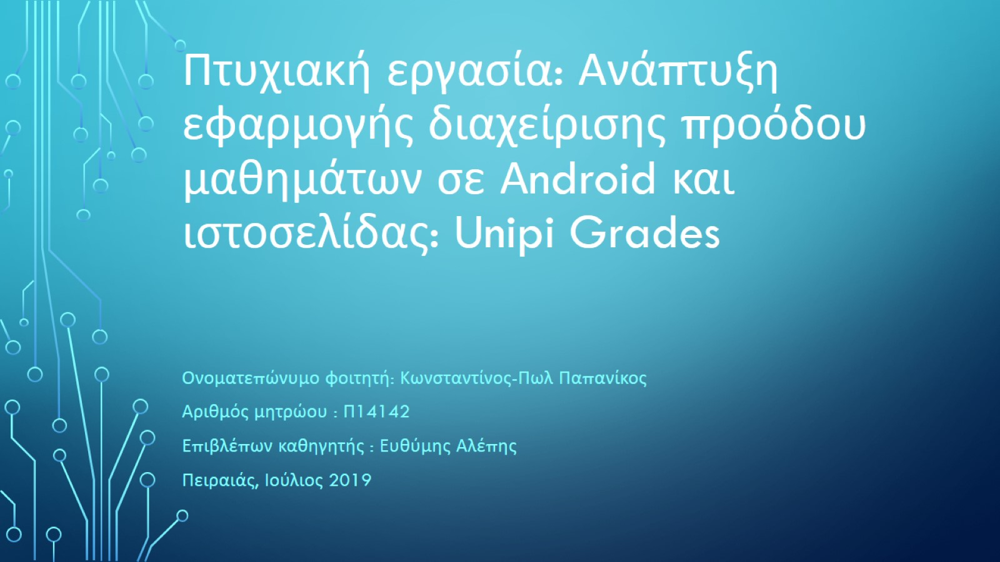 Πτυχιακή εργασία: Ανάπτυξη
εφαρμογής διαχείρισης προόδου
μαθημάτων σε Android και
ιστοσελίδας: Unipi Grades
Ονοματεπώνυμο φοιτητή: Κωνσταντίνος-Πωλ Παπανίκος
Αριθμός μητρώου : Π14142
Επιβλέπων καθηγητής : Ευθύμης Αλέπης
Πειραιάς, Ιούλιος 2019